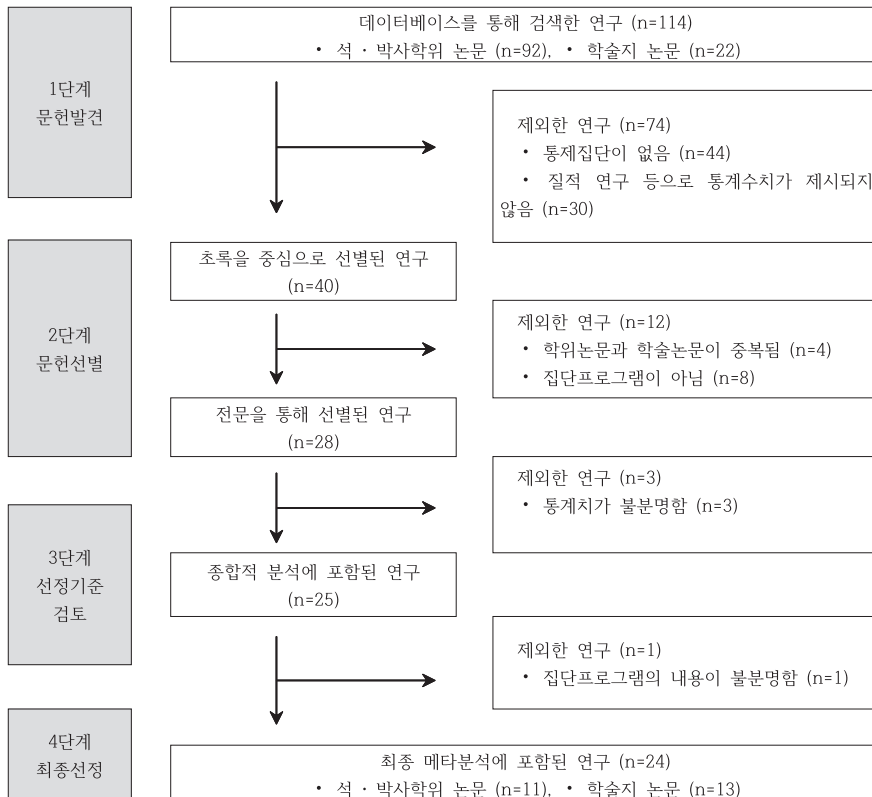 데이터베이스를 통해 검색한 연구 (n=114)
• 석 · 박사학위 논문 (n=92), • 학술지 논문 (n=22)
1단계
문헌발견
제외한 연구 (n=74)
• 통제집단이 없음 (n=44)
• 질적 연구 등으로 통계수치가 제시되지
않음 (n=30)
초록을 중심으로 선별된 연구
(n=40)
2단계
문헌선별
제외한 연구 (n=12)
• 학위논문과 학술논문이 중복됨 (n=4)
• 집단프로그램이 아님 (n=8)
전문을 통해 선별된 연구
(n=28)
제외한 연구 (n=3)
• 통계치가 불분명함 (n=3)
3단계
선정기준
검토
종합적 분석에 포함된 연구
(n=25)
제외한 연구 (n=1)
• 집단프로그램의 내용이 불분명함 (n=1)
4단계
최종선정
최종 메타분석에 포함된 연구 (n=24)
• 석 · 박사학위 논문 (n=11), • 학술지 논문 (n=13)